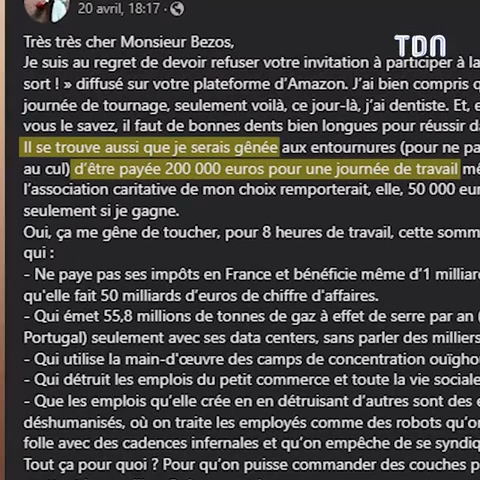 20 avril, 18:17 ·
TDN
Très très cher Monsieur Bezos,
Je suis au regret de devoir refuser votre invitation à participer à la
sort ! » diffusé sur votre plateforme d'Amazon. J'ai bien compris q
journée de tournage, seulement voilà, ce jour-là, j'ai dentiste. Et, e
vous le savez, il faut de bonnes dents bien longues pour réussir da
Il se trouve aussi que je serais gênée aux entournures (pour ne pa
au cul) d'être payée 200 000 euros pour une journée de travail mê
l'association caritative de mon choix remporterait, elle, 50 000 eur
seulement si je gagne.
Oui, ça me gêne de toucher, pour 8 heures de travail, cette somm
qui :
- Ne paye pas ses impôts en France et bénéficie même d'1 milliar
qu'elle fait 50 milliards d'euros de chiffre d'affaires.
- Qui émet 55,8 millions de tonnes de gaz à effet de serre par an (
Portugal) seulement avec ses data centers, sans parler des milliers
- Qui utilise la main-d'œuvre des camps de concentration ouïgho
- Qui détruit les emplois du petit commerce et toute la vie sociale
- Que les emplois qu'elle crée en en détruisant d'autres sont des e
déshumanisés, où on traite les employés comme des robots qu'on
folle avec des cadences infernales et qu'on empêche de se syndiq
Tout ça pour quoi ? Pour qu'on puisse commander des couches p